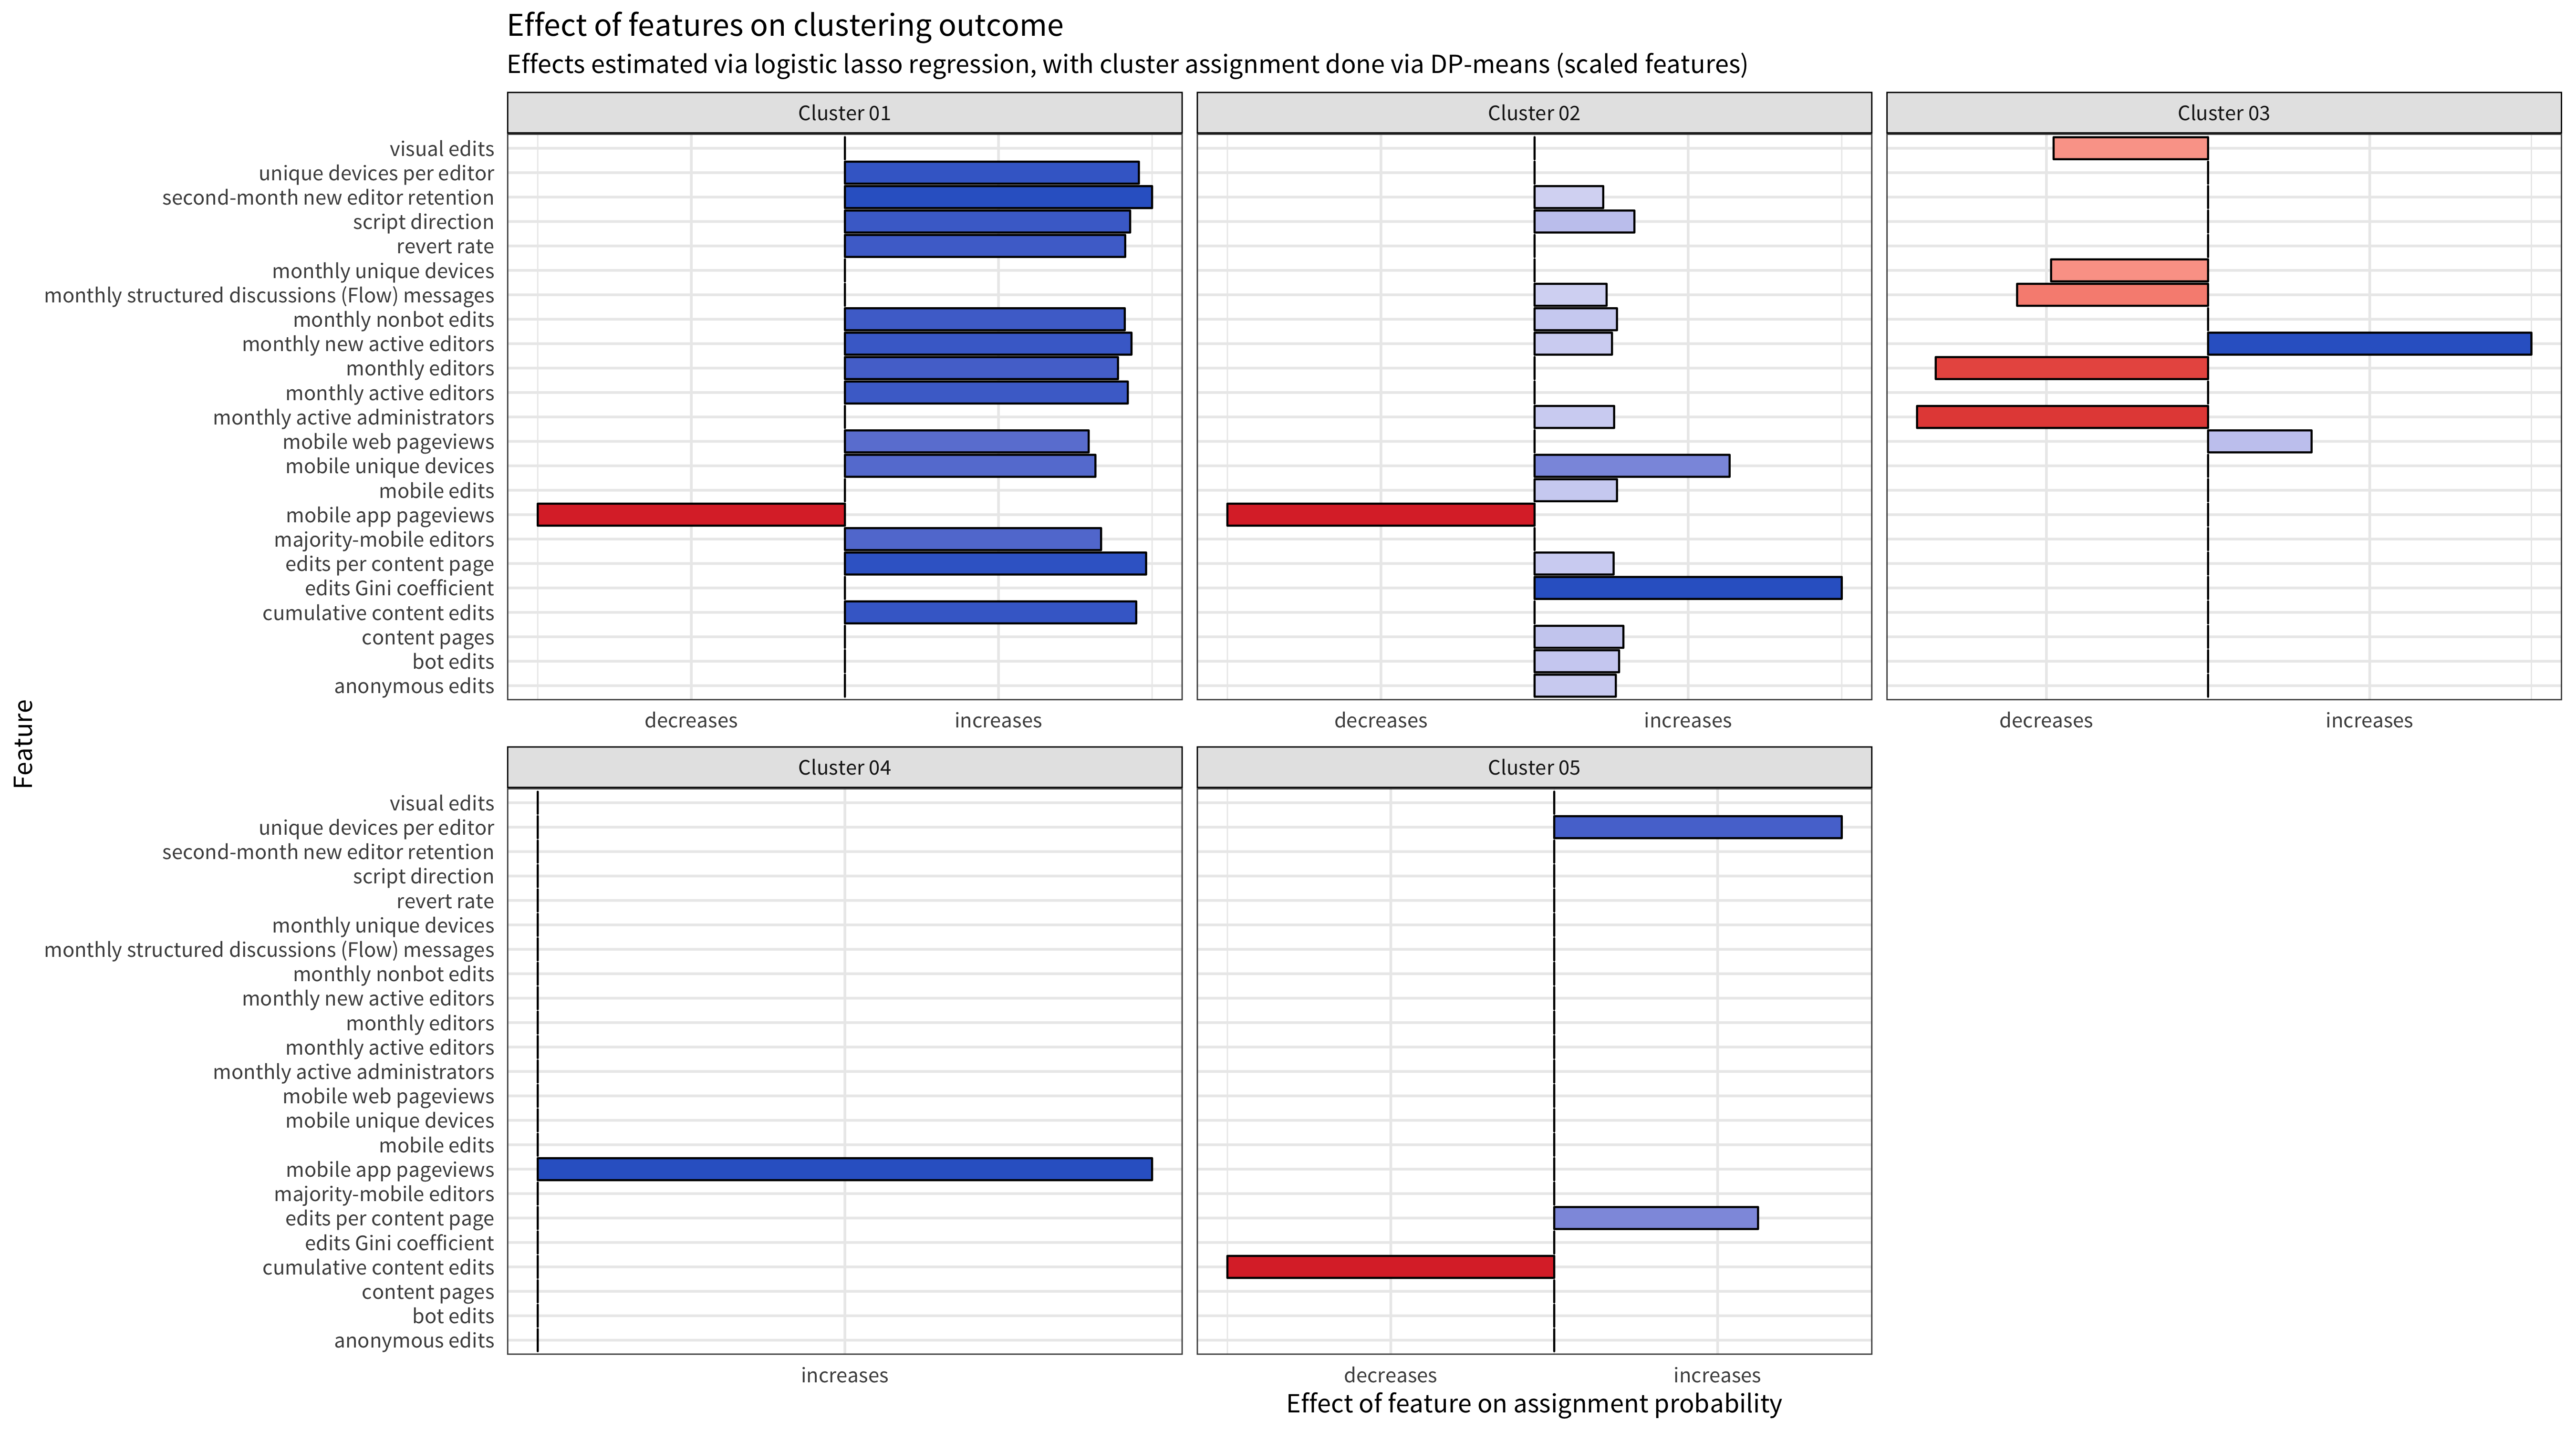 Effect of features on clustering outcome
Effects estimated via logistic lasso regression, with cluster assignment done via DP-means (scaled features)
Cluster 01
Cluster 02
Cluster 03
visual edits
unique devices per editor
second-month new editor retention
script direction
revert rate
monthly unique devices
monthly structured discussions (Flow) messages
monthly nonbot edits
monthly new active editors
monthly editors
monthly active editors
monthly active administrators
mobile web pageviews
mobile unique devices
mobile edits
mobile app pageviews
majority-mobile editors
edits per content page
edits Gini coefficient
cumulative content edits
content pages
bot edits
anonymous edits
decreases
increases
decreases
increases
decreases
increases
Feature
Cluster 04
Cluster 05
visual edits
unique devices per editor
second-month new editor retention
script direction
revert rate
monthly unique devices
monthly structured discussions (Flow) messages
monthly nonbot edits
monthly new active editors
monthly editors
monthly active editors
monthly active administrators
mobile web pageviews
mobile unique devices
mobile edits
mobile app pageviews
majority-mobile editors
edits per content page
edits Gini coefficient
cumulative content edits
content pages
bot edits
anonymous edits
increases
decreases
increases
Effect of feature on assignment probability